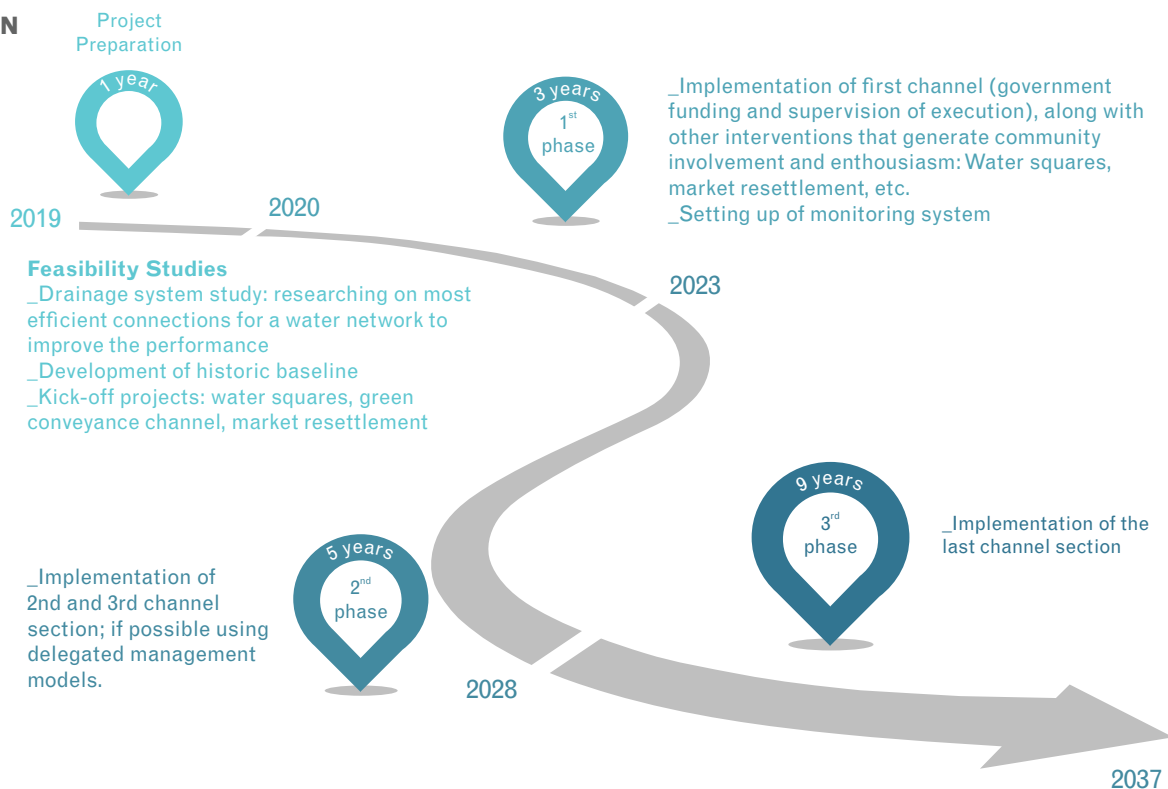 N
Project
Preparation
1 year
2019
2020
Feasibility Studies
_Drainage system study: researching on most
efficient connections for a water network to
improve the performance
_Development of historic baseline
_Kick-off projects: water squares, green
conveyance channel, market resettlement
3 years
1st
phase
_Implementation of first channel (government
funding and supervision of execution), along with
other interventions that generate community
involvement and enthusiasm: Water squares,
market resettlement, etc.
_Setting up of monitoring system
2023
_Implementation of
2nd and 3rd channel
section; if possible using
delegated management
models.
5 years
2nd
phase
2028
9 years
3rd
phase
_Implementation of the
last channel section
2037